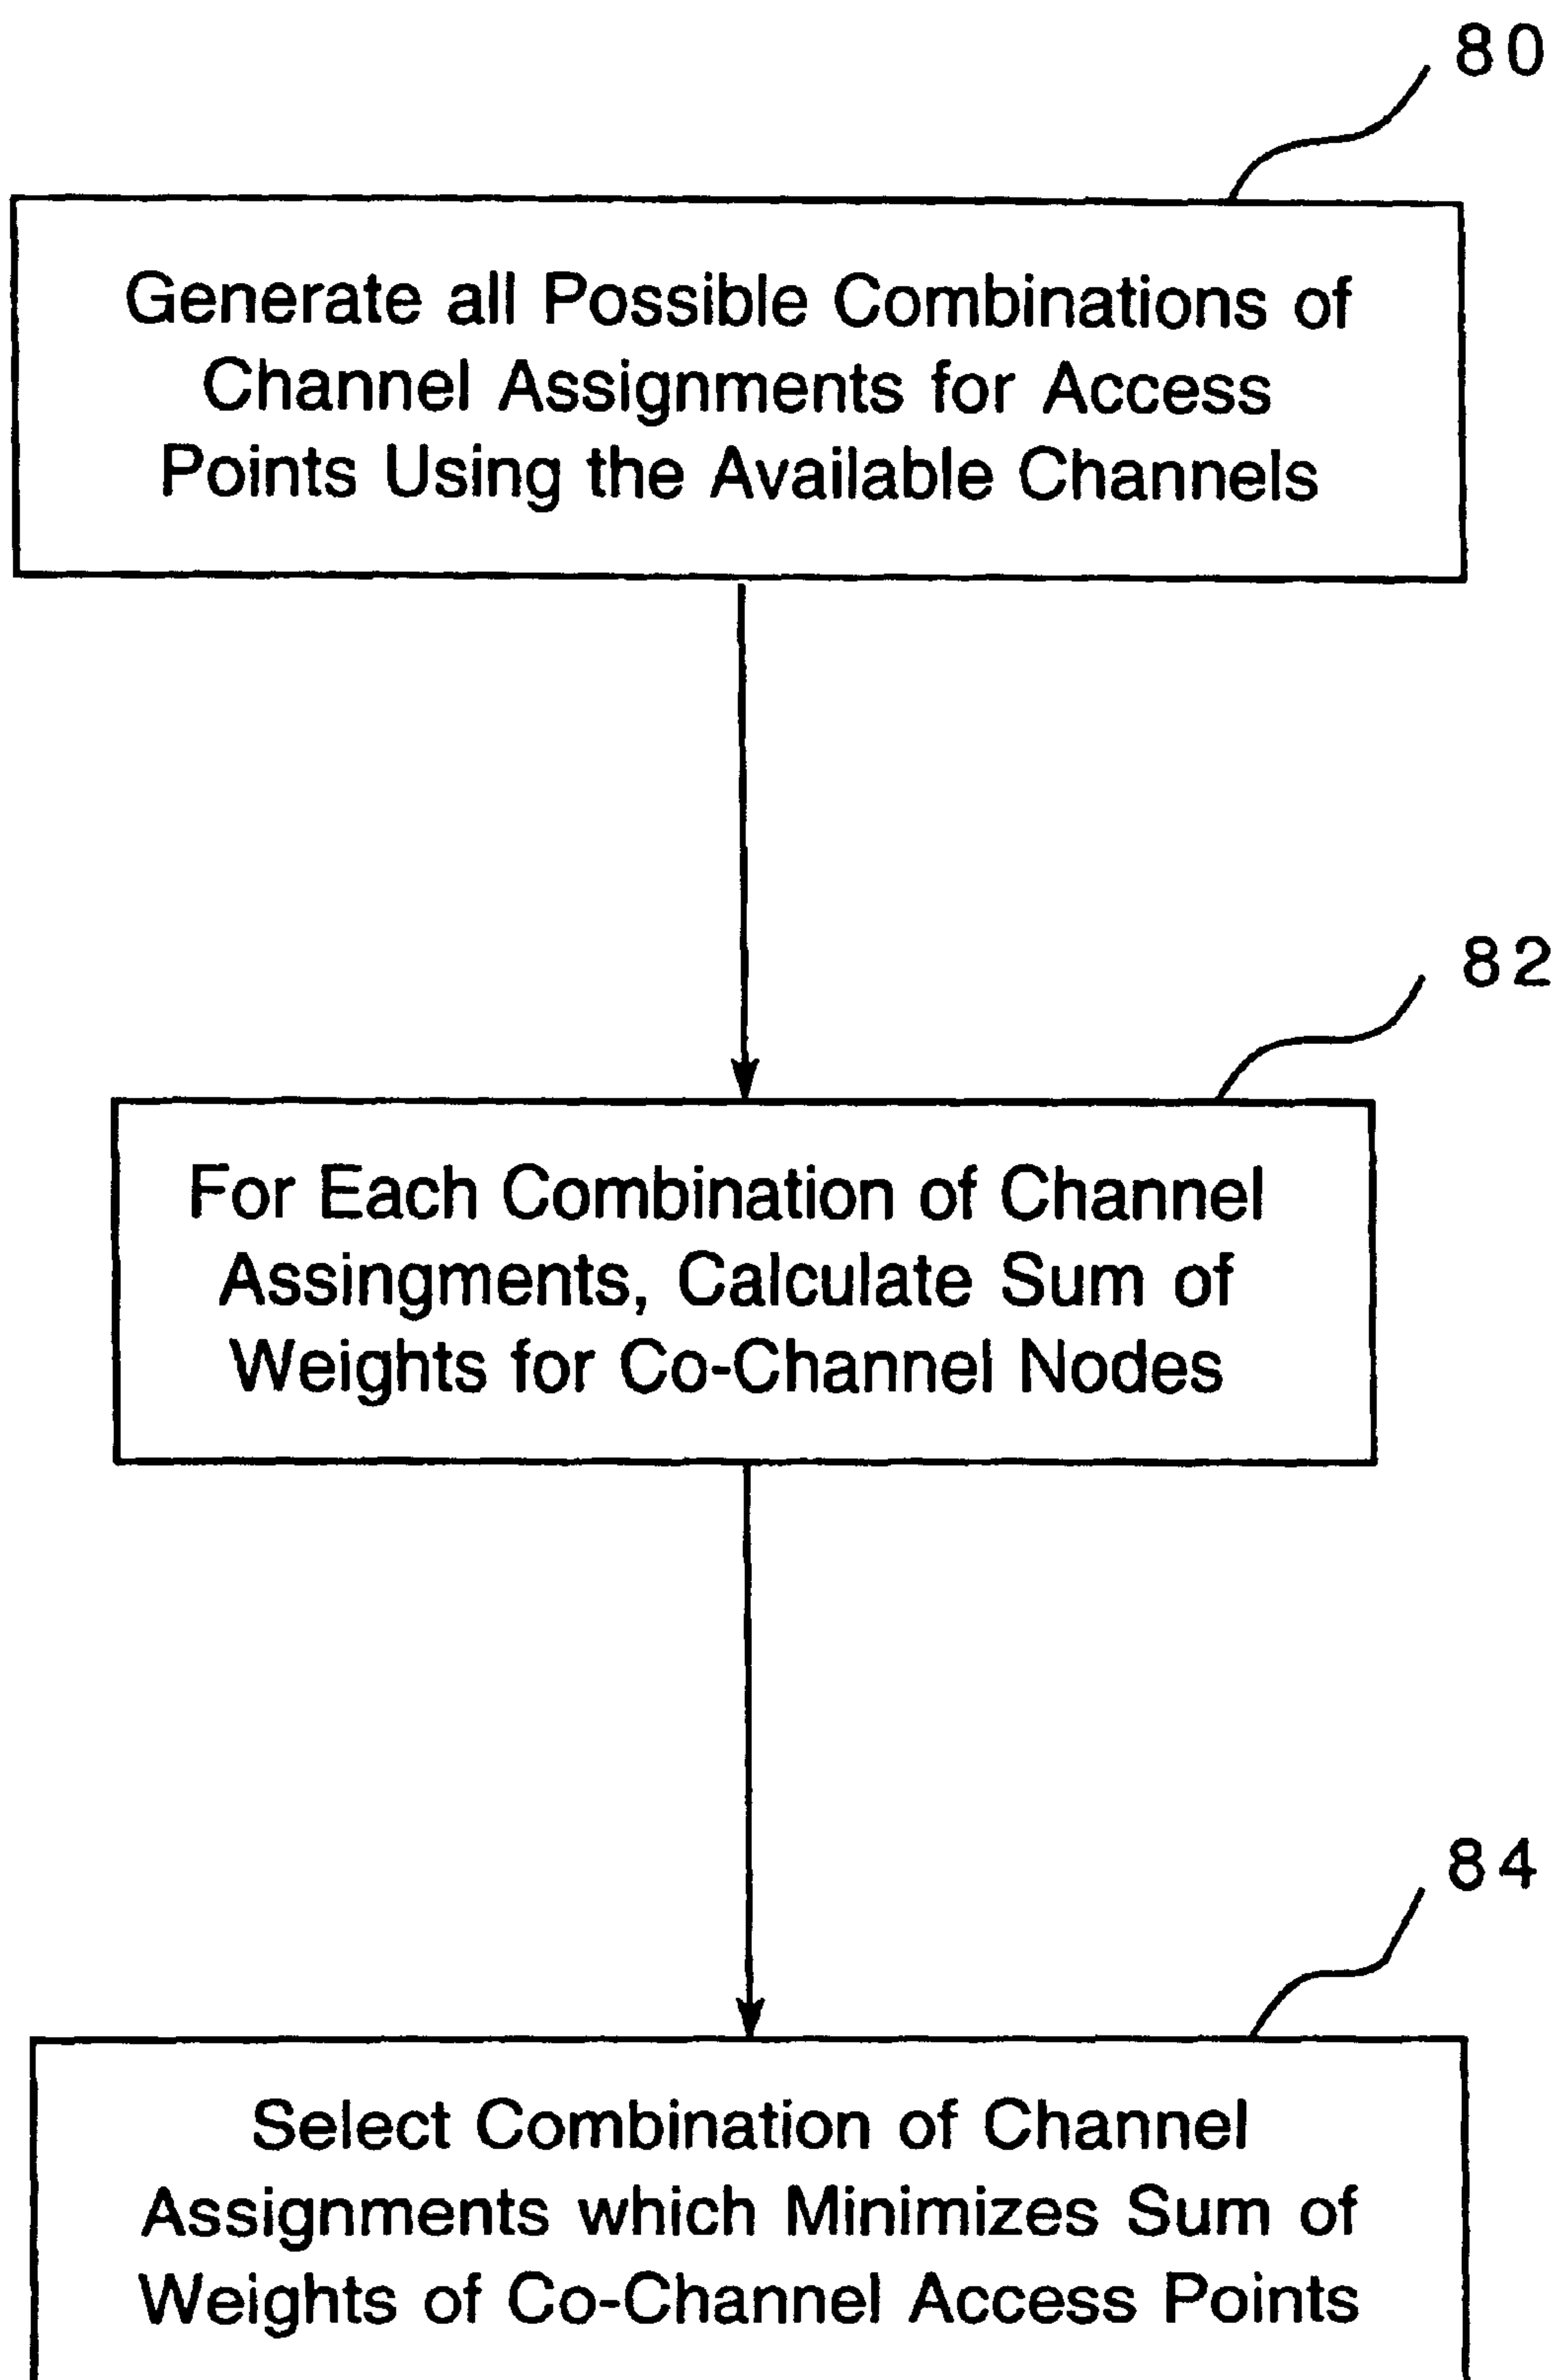 80
Generate all Possible Combinations of
Channel Assignments for Access
Points Using the Available Channels
82
For Each Combination of Channel
Assingments, Calculate Sum of
Weights for Co-Channel Nodes
84
Select Combination of Channel
Assignments which Minimizes Sum of
Weights of Co-Channel Access Points